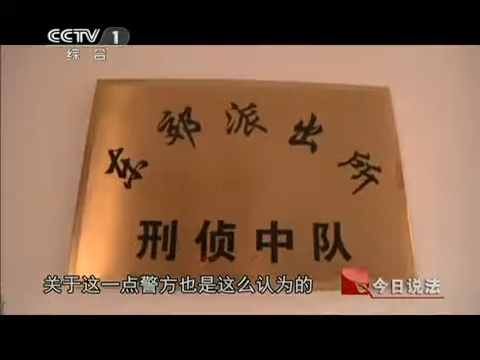 CCTV 1
综合
东郊派出所
刑侦中队
关于这一点警方也是这么认为的
今日说法